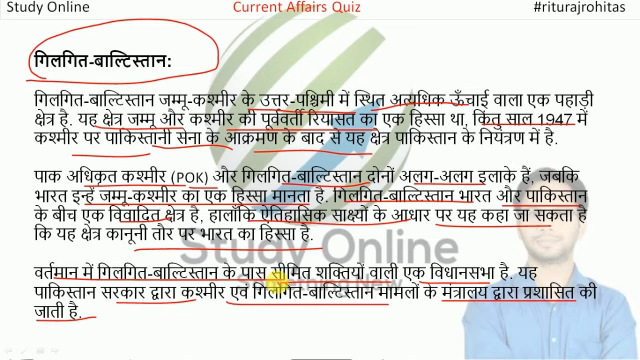 Study Online
Current Affairs Quiz
#riturajrohitas
गिलगित-बाल्टिस्तान:
गिलगित-बाल्टिस्तान जम्मू-कश्मीर के उत्तर-पश्चिमी में स्थित अत्यधिक ऊँचाई वाला एक पहाड़ी
क्षेत्र है. यह क्षेत्र जम्मू और कश्मीर की पूर्ववर्ती रियासत का एक हिस्सा था, किंतु साल 1947 में
कश्मीर पर पाकिस्तानी सेना के आक्रमण के बाद से यह क्षेत्र पाकिस्तान के नियंत्रण में है.
पाक अधिकृत कश्मीर (POK) और गिलगित-बाल्टिस्तान दोनों अलग-अलग इलाके हैं, जबकि
भारत इन्हें जम्मू-कश्मीर का एक हिस्सा मानता है. गिलगित-बाल्टिस्तान भारत और पाकिस्तान
के बीच एक विवादित क्षेत्र है, हालाँकि ऐतिहासिक साक्ष्यों के आधार पर यह कहा जा सकता है
कि यह क्षेत्र कानूनी तौर पर भारत का हिस्सा है.
Study Online
वर्तमान में गिलगित-बाल्टिस्तान के पास सीमित शक्तियों वाली एक विधानसभा है. यह
पाकिस्तान सरकार द्वारा कश्मीर एवं गिलगित-बाल्टिस्तान मामलों के मंत्रालय द्वारा प्रशासित की
जाती है.